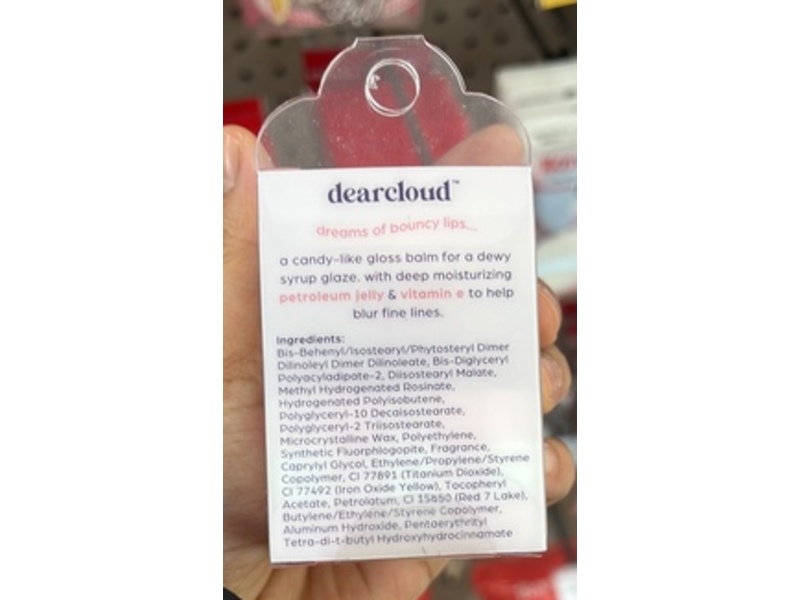 dearcloud™
dreams of bouncy lips...
a candy-like gloss balm for a dewy
syrup glaze. with deep moisturizing
petroleum jelly & vitamin e to help
blur fine lines.
Ingredients:
Bis-Behenyl/Isostearyl/Phytosteryl Dimer
Dilinoleyl Dimer Dilinoleate, Bis-Diglyceryl
Polyacyladipate-2, Diisostearyl Malate,
Methyl Hydrogenated Rosinate,
Hydrogenated Polyisobutene,
Polyglyceryl-10 Decaisostearate,
Polyglyceryl-2 Triisostearate,
Microcrystalline Wax, Polyethylene,
Synthetic Fluorphlogopite, Fragrance,
Caprylyl Glycol, Ethylene/Propylene/Styrene
Copolymer, CI 77891 (Titanium Dioxide),
CI 77492 (Iron Oxide Yellow), Tocopheryl
Acetate, Petrolatum, CI 15850 (Red 7 Lake),
Butylene/Ethylene/Styrene Copolymer,
Aluminum Hydroxide, Pentaerythrityl
Tetra-di-t-butyl Hydroxyhydrocinnamate